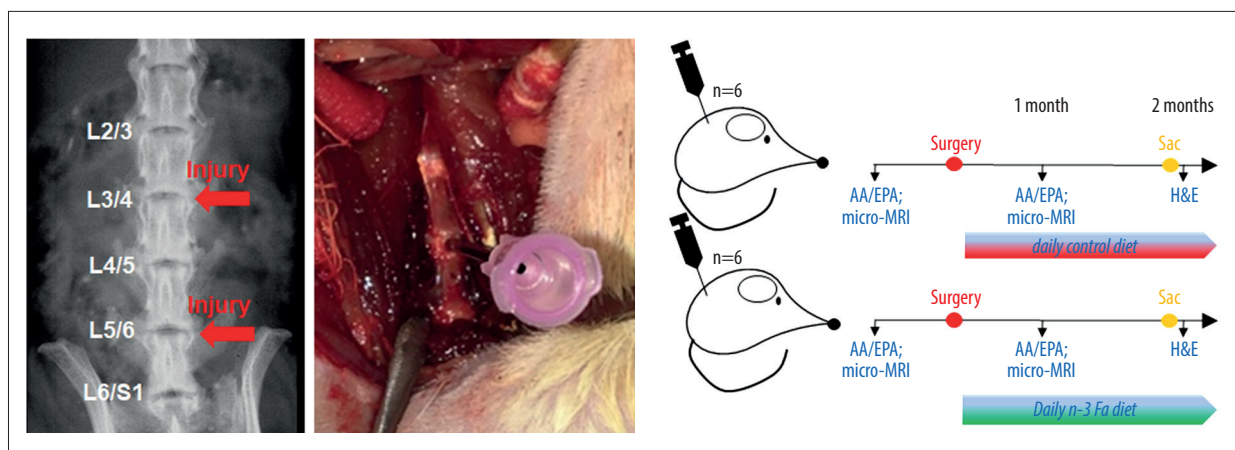 L2/3
Injury
L3/4
L4/5
Injury
L5/6
L6/S1
n=6
1 month
2 months
Surgery
Sac
AA/EPA;
micro-MRI
AA/EPA;
micro-MRI
H&E
daily control diet
n=6
Surgery
Sac
AA/EPA;
micro-MRI
AA/EPA;
micro-MRI
H&E
Daily n-3 Fa diet